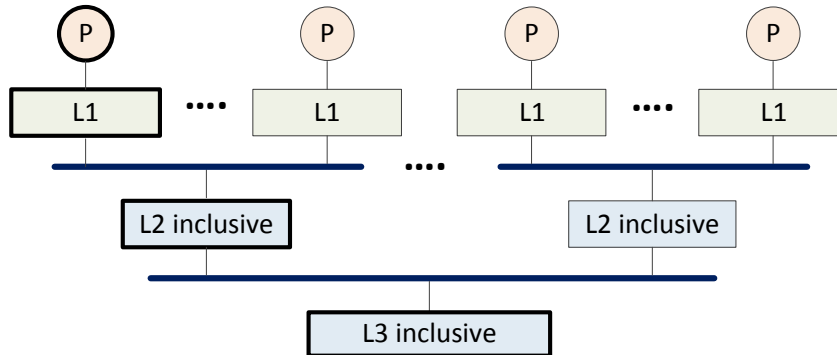 P P P P
L1 L1 L1 L1
L2 inclusive L2 inclusive
L3 inclusive